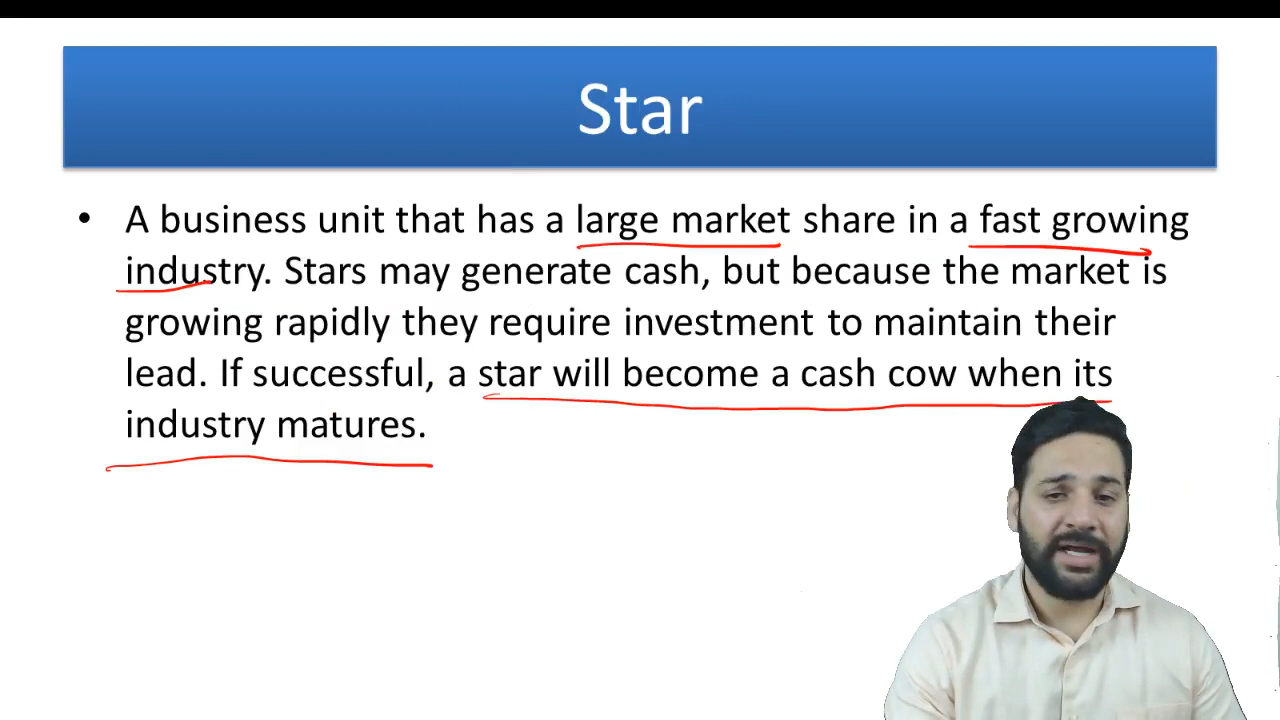 Star
• A business unit that has a large market share in a fast growing
industry. Stars may generate cash, but because the market is
growing rapidly they require investment to maintain their
lead. If successful, a star will become a cash cow when its
industry matures.